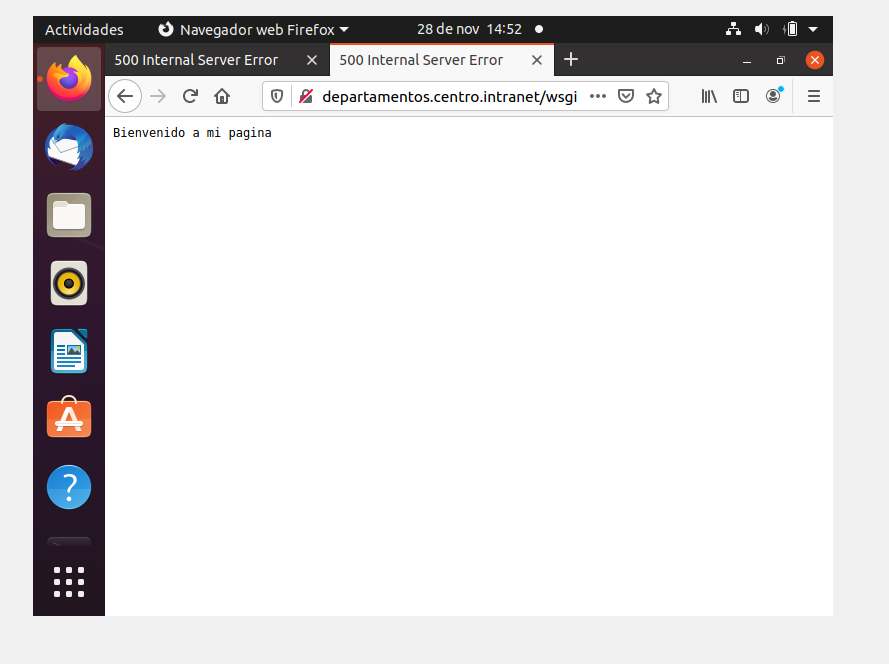 Actividades Navegador web Firefox 28 de nov 14:52
500 Internal Server Error 500 Internal Server Error
departamentos.centro.intranet/wsgi
Bienvenido a mi pagina